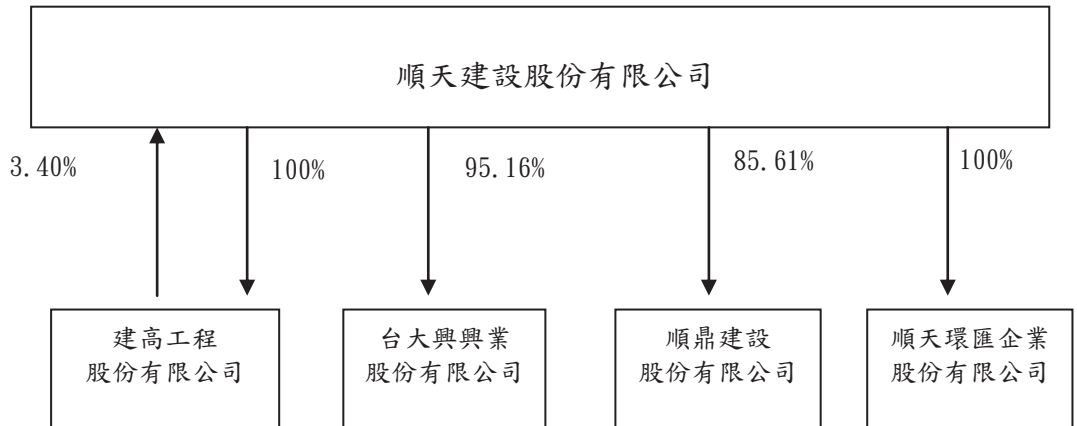 順天建設股份有限公司
3.40%
100%
95.16%
85.61%
100%
建高工程
股份有限公司
台大興興業
股份有限公司
順鼎建設
股份有限公司
順天環匯企業
股份有限公司